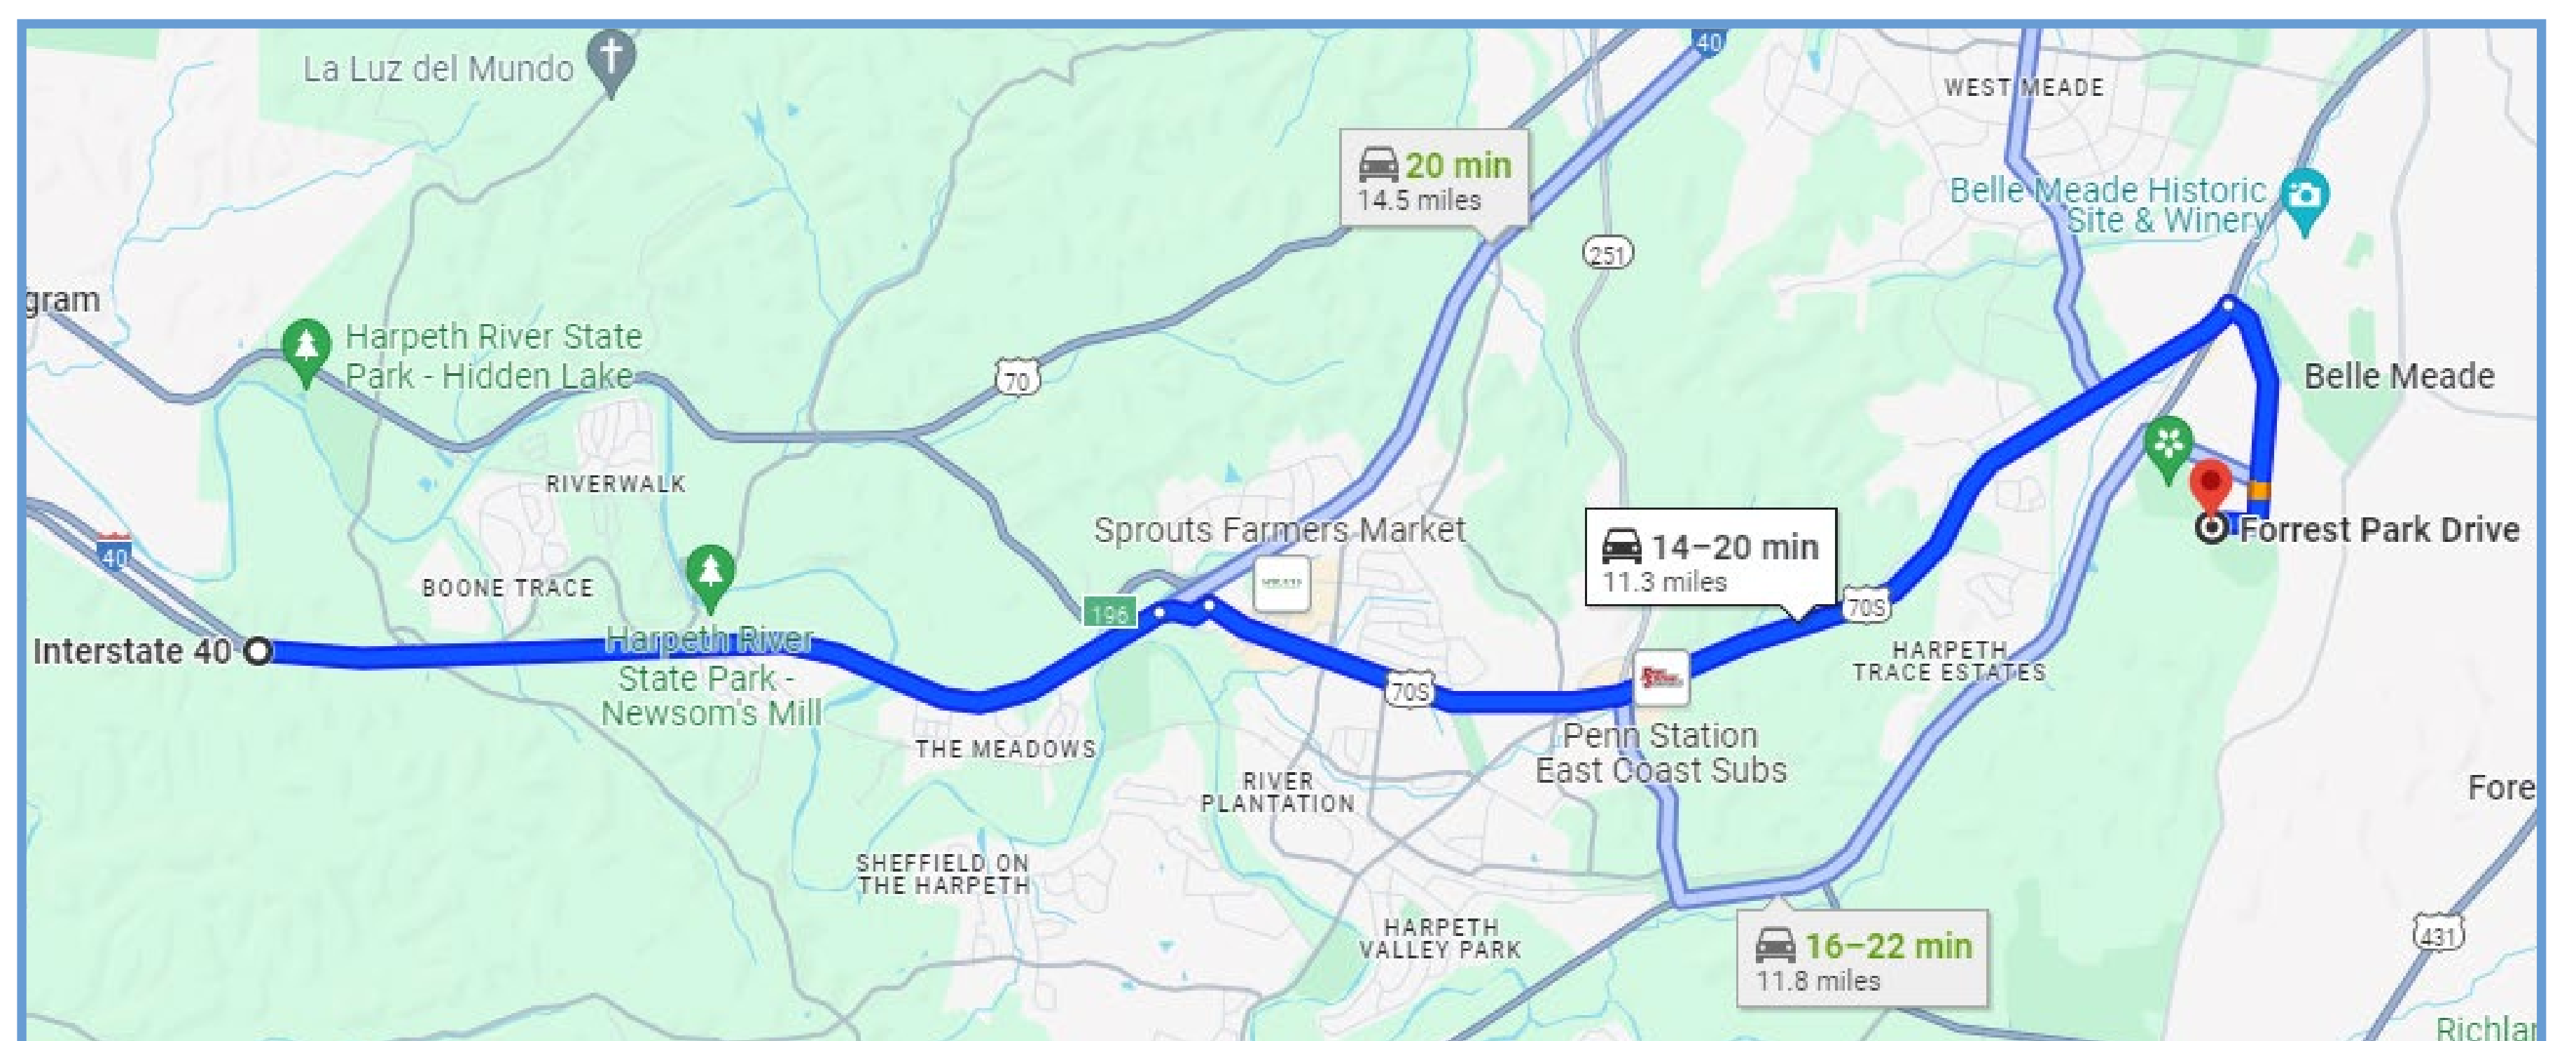 40
La Luz del Mundo
WEST MEADE
20 min
14.5 miles
Belle Meade Historic
Site & Winery
251
gram
Harpeth River State
Park - Hidden Lake
70
Belle Meade
RIVERWALK
Sprouts Farmers Market
14–20 min
11.3 miles
Forrest Park Drive
40
BOONE TRACE
196
70S
Interstate 40
Harpeth River
State Park -
Newsom's Mill
HARPETH
TRACE ESTATES
70S
THE MEADOWS
Penn Station
East Coast Subs
RIVER
PLANTATION
Fore
SHEFFIELD ON
THE HARPETH
HARPETH
VALLEY PARK
16–22 min
11.8 miles
431
Richlar